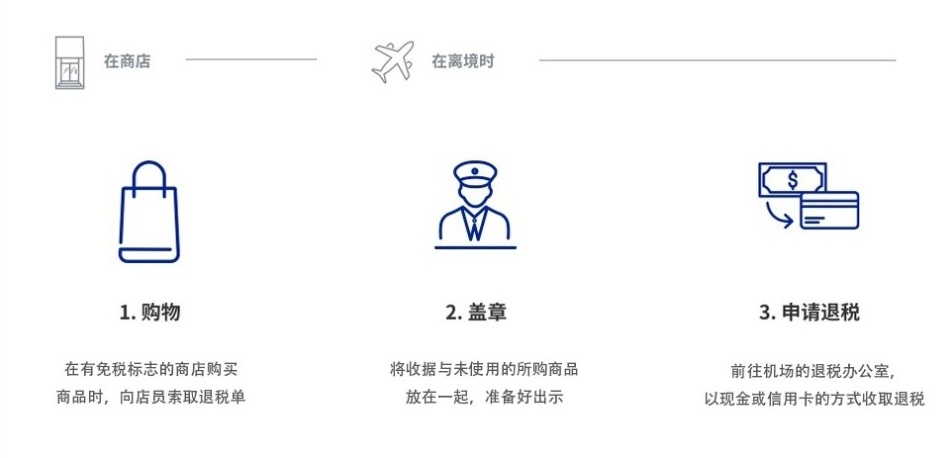 在商店
在离境时
$
1. 购物
在有免税标志的商店购买
商品时，向店员索取退税单
2. 盖章
将收据与未使用的所购商品
放在一起，准备好出示
3. 申请退税
前往机场的退税办公室，
以现金或信用卡的方式收取退税